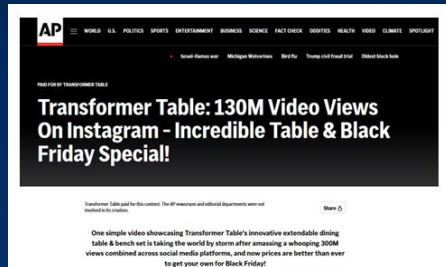 AP
WORLD U.S. POLITICS SPORTS ENTERTAINMENT BUSINESS SCIENCE FACT CHECK ODDITIES HEALTH VIDEO CLIMATE SPOTLIGHT
Israel-Hamas war Michigan Wolverines Bird flu Trump civil fraud trial Oldest black hole
PAID FOR BY TRANSFORMER TABLE
Transformer Table: 130M Video Views
On Instagram - Incredible Table & Black
Friday Special!
Transformer Table paid for this content. The AP newsroom and editorial departments were not
involved in its creation.
Share
One simple video showcasing Transformer Table's innovative extendable dining
table & bench set is taking the world by storm after amassing a whooping 300M
views combined across social media platforms, and now prices are better than ever
to get your own for Black Friday!